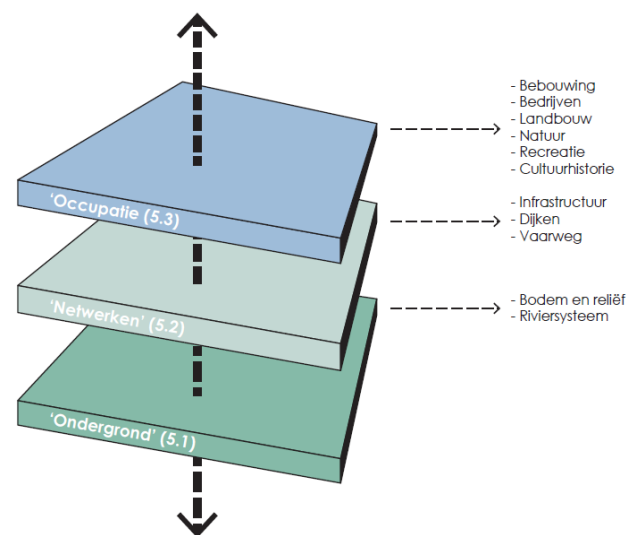 - Bebouwing
- Bedrijven
- Landbouw
- Natuur
- Recreatie
- Cultuurhistorie
'Occupatie (5.3)
- Infrastructuur
- Dijken
- Vaarweg
'Netwerken' (5.2)
- Bodem en reliëf
- Riviersysteem
'Ondergrond' (5.1)